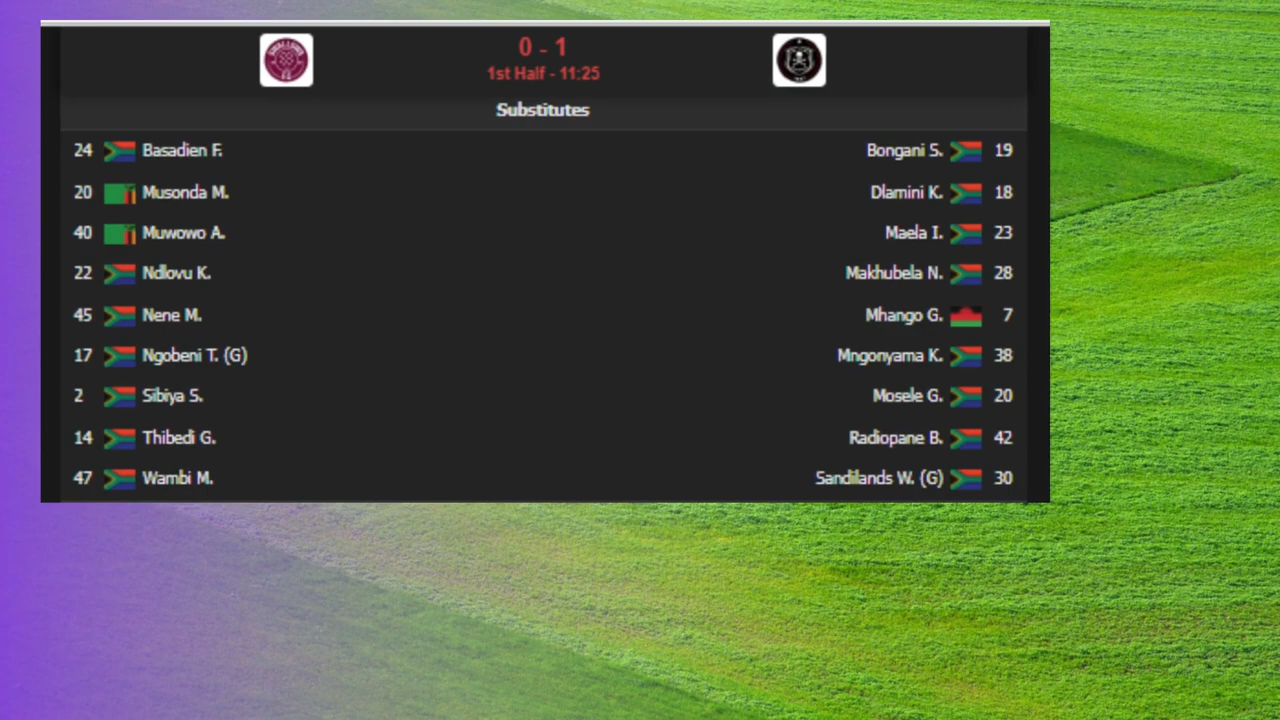 0 - 1
1st Half - 11:25
Substitutes
24 Basadien F. Bongani S. 19
20 Musonda M. Dlamini K. 18
40 Muwowo A. Maela I. 23
22 Ndlovu K. Makhubela N. 28
45 Nene M. Mhango G. 7
17 Ngobeni T. (G) Mngonyama K. 38
2 Sibiya S. Mosele G. 20
14 Thibedi G. Radiopane B. 42
47 Wambi M. Sandilands W. (G) 30